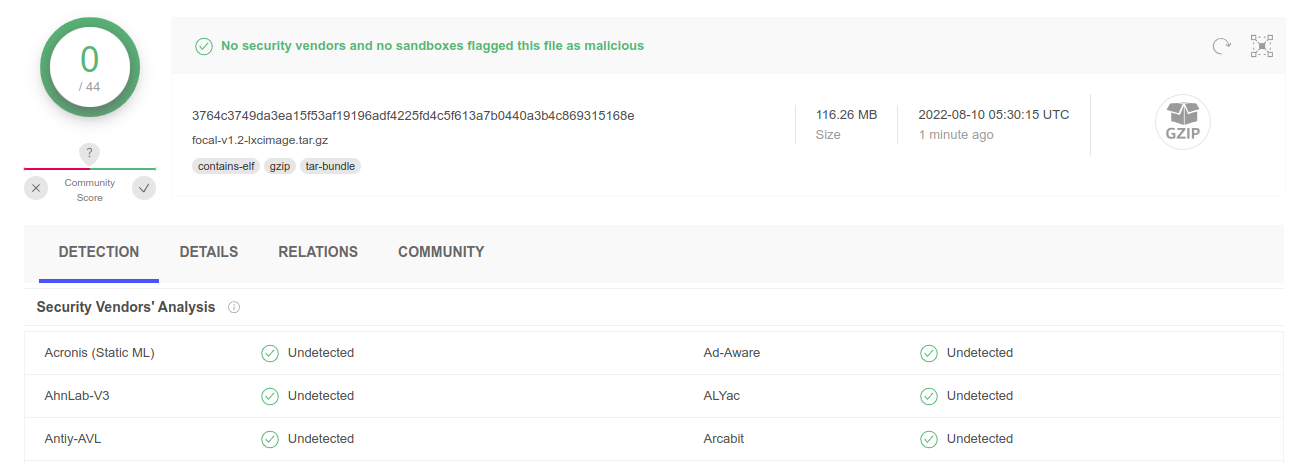 0
/ 44
?
Community
Score
No security vendors and no sandboxes flagged this file as malicious
3764c3749da3ea15f53af19196adf4225fd4c5f613a7b0440a3b4c869315168e
focal-v1.2-lxcimage.tar.gz
contains-elf gzip tar-bundle
116.26 MB
Size
2022-08-10 05:30:15 UTC
1 minute ago
GZIP
DETECTION DETAILS RELATIONS COMMUNITY
Security Vendors' Analysis
Acronis (Static ML) Undetected Ad-Aware Undetected
AhnLab-V3 Undetected ALYac Undetected
Antiy-AVL Undetected Arcabit Undetected